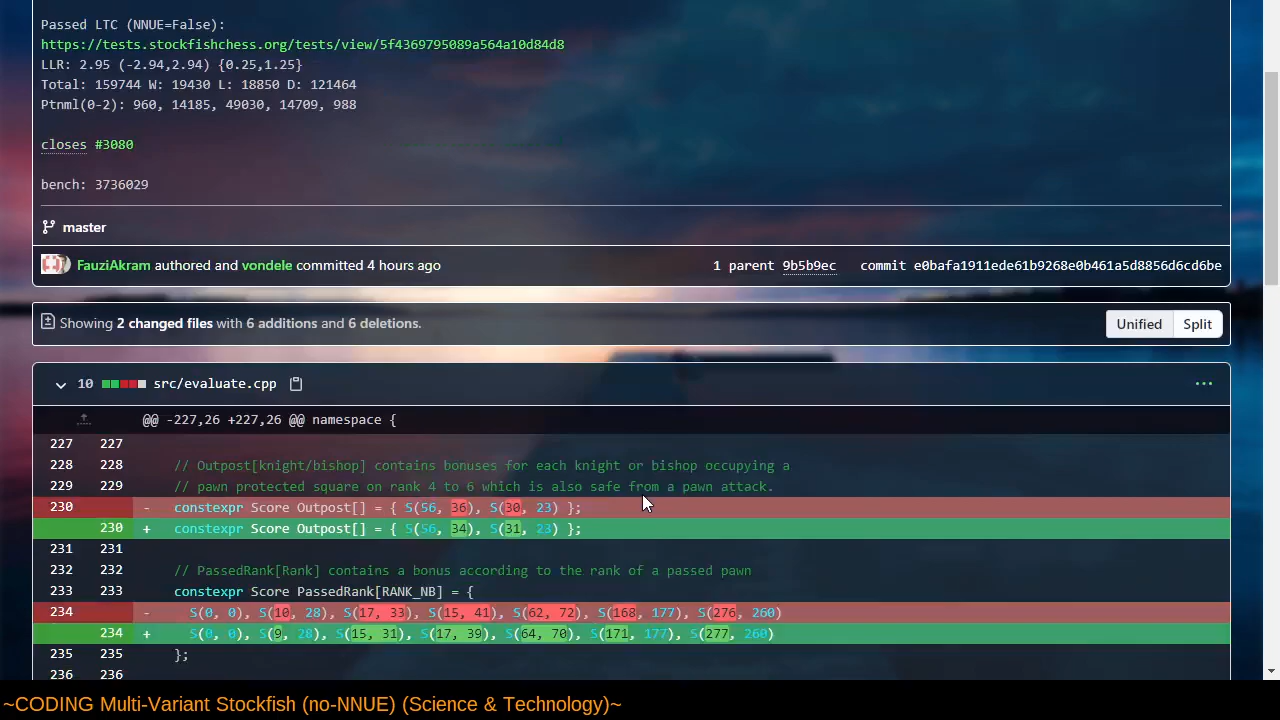 Passed LTC (NNUE=False):
https://tests.stockfishchess.org/tests/view/5f4369795089a564a10d84d8
LLR: 2.95 (-2.94,2.94) {0.25,1.25}
Total: 159744 W: 19430 L: 18850 D: 121464
Ptnml(0-2): 960, 14185, 49030, 14709, 988
closes #3080
bench: 3736029
master
FauziAkram authored and vondele committed 4 hours ago 1 parent 9b5b9ec commit e0bafa1911ede61b9268e0b461a5d8856d6cd6be
Showing 2 changed files with 6 additions and 6 deletions. Unified Split
10 src/evaluate.cpp ...
@@ -227,26 +227,26 @@ namespace {
227 227
228 228 // Outpost[knight/bishop] contains bonuses for each knight or bishop occupying a
229 229 // pawn protected square on rank 4 to 6 which is also safe from a pawn attack.
230 - constexpr Score Outpost[] = { S(56, 36), S(30, 23) };
230 + constexpr Score Outpost[] = { S(56, 34), S(31, 23) };
231 231
232 232 // PassedRank[Rank] contains a bonus according to the rank of a passed pawn
233 233 constexpr Score PassedRank[RANK_NB] = {
234 - S(0, 0), S(10, 28), S(17, 33), S(15, 41), S(62, 72), S(168, 177), S(276, 260)
234 + S(0, 0), S(9, 28), S(15, 31), S(17, 39), S(64, 70), S(171, 177), S(277, 260)
235 235 };
236 236
~CODING Multi-Variant Stockfish (no-NNUE) (Science & Technology)~